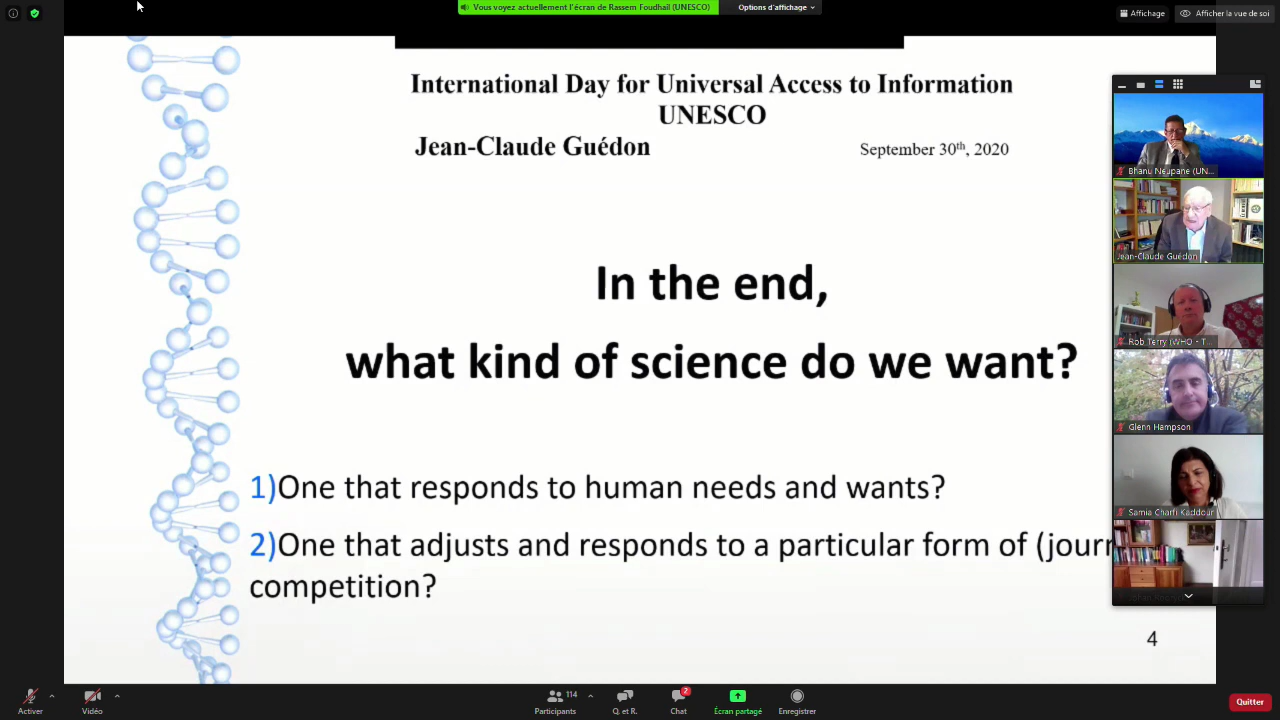 Vous voyez actuellement l'écran de Rassem Foudhail (UNESCO)
Options d'affichage
Affichage
Afficher la vue de soi
International Day for Universal Access to Information
UNESCO
Jean-Claude Guédon
September 30th, 2020
In the end,
what kind of science do we want?
1)One that responds to human needs and wants?
2)One that adjusts and responds to a particular form of (journ
competition?
4
Bhanu Neupane (UN...
Jean-Claude Guédon
Rob Terry (WHO - T...
Glenn Hampson
Samia Charfi Kaddour
Activer
Vidéo
114
Participants
Q. et R.
2
Chat
Écran partagé
Enregistrer
Quitter